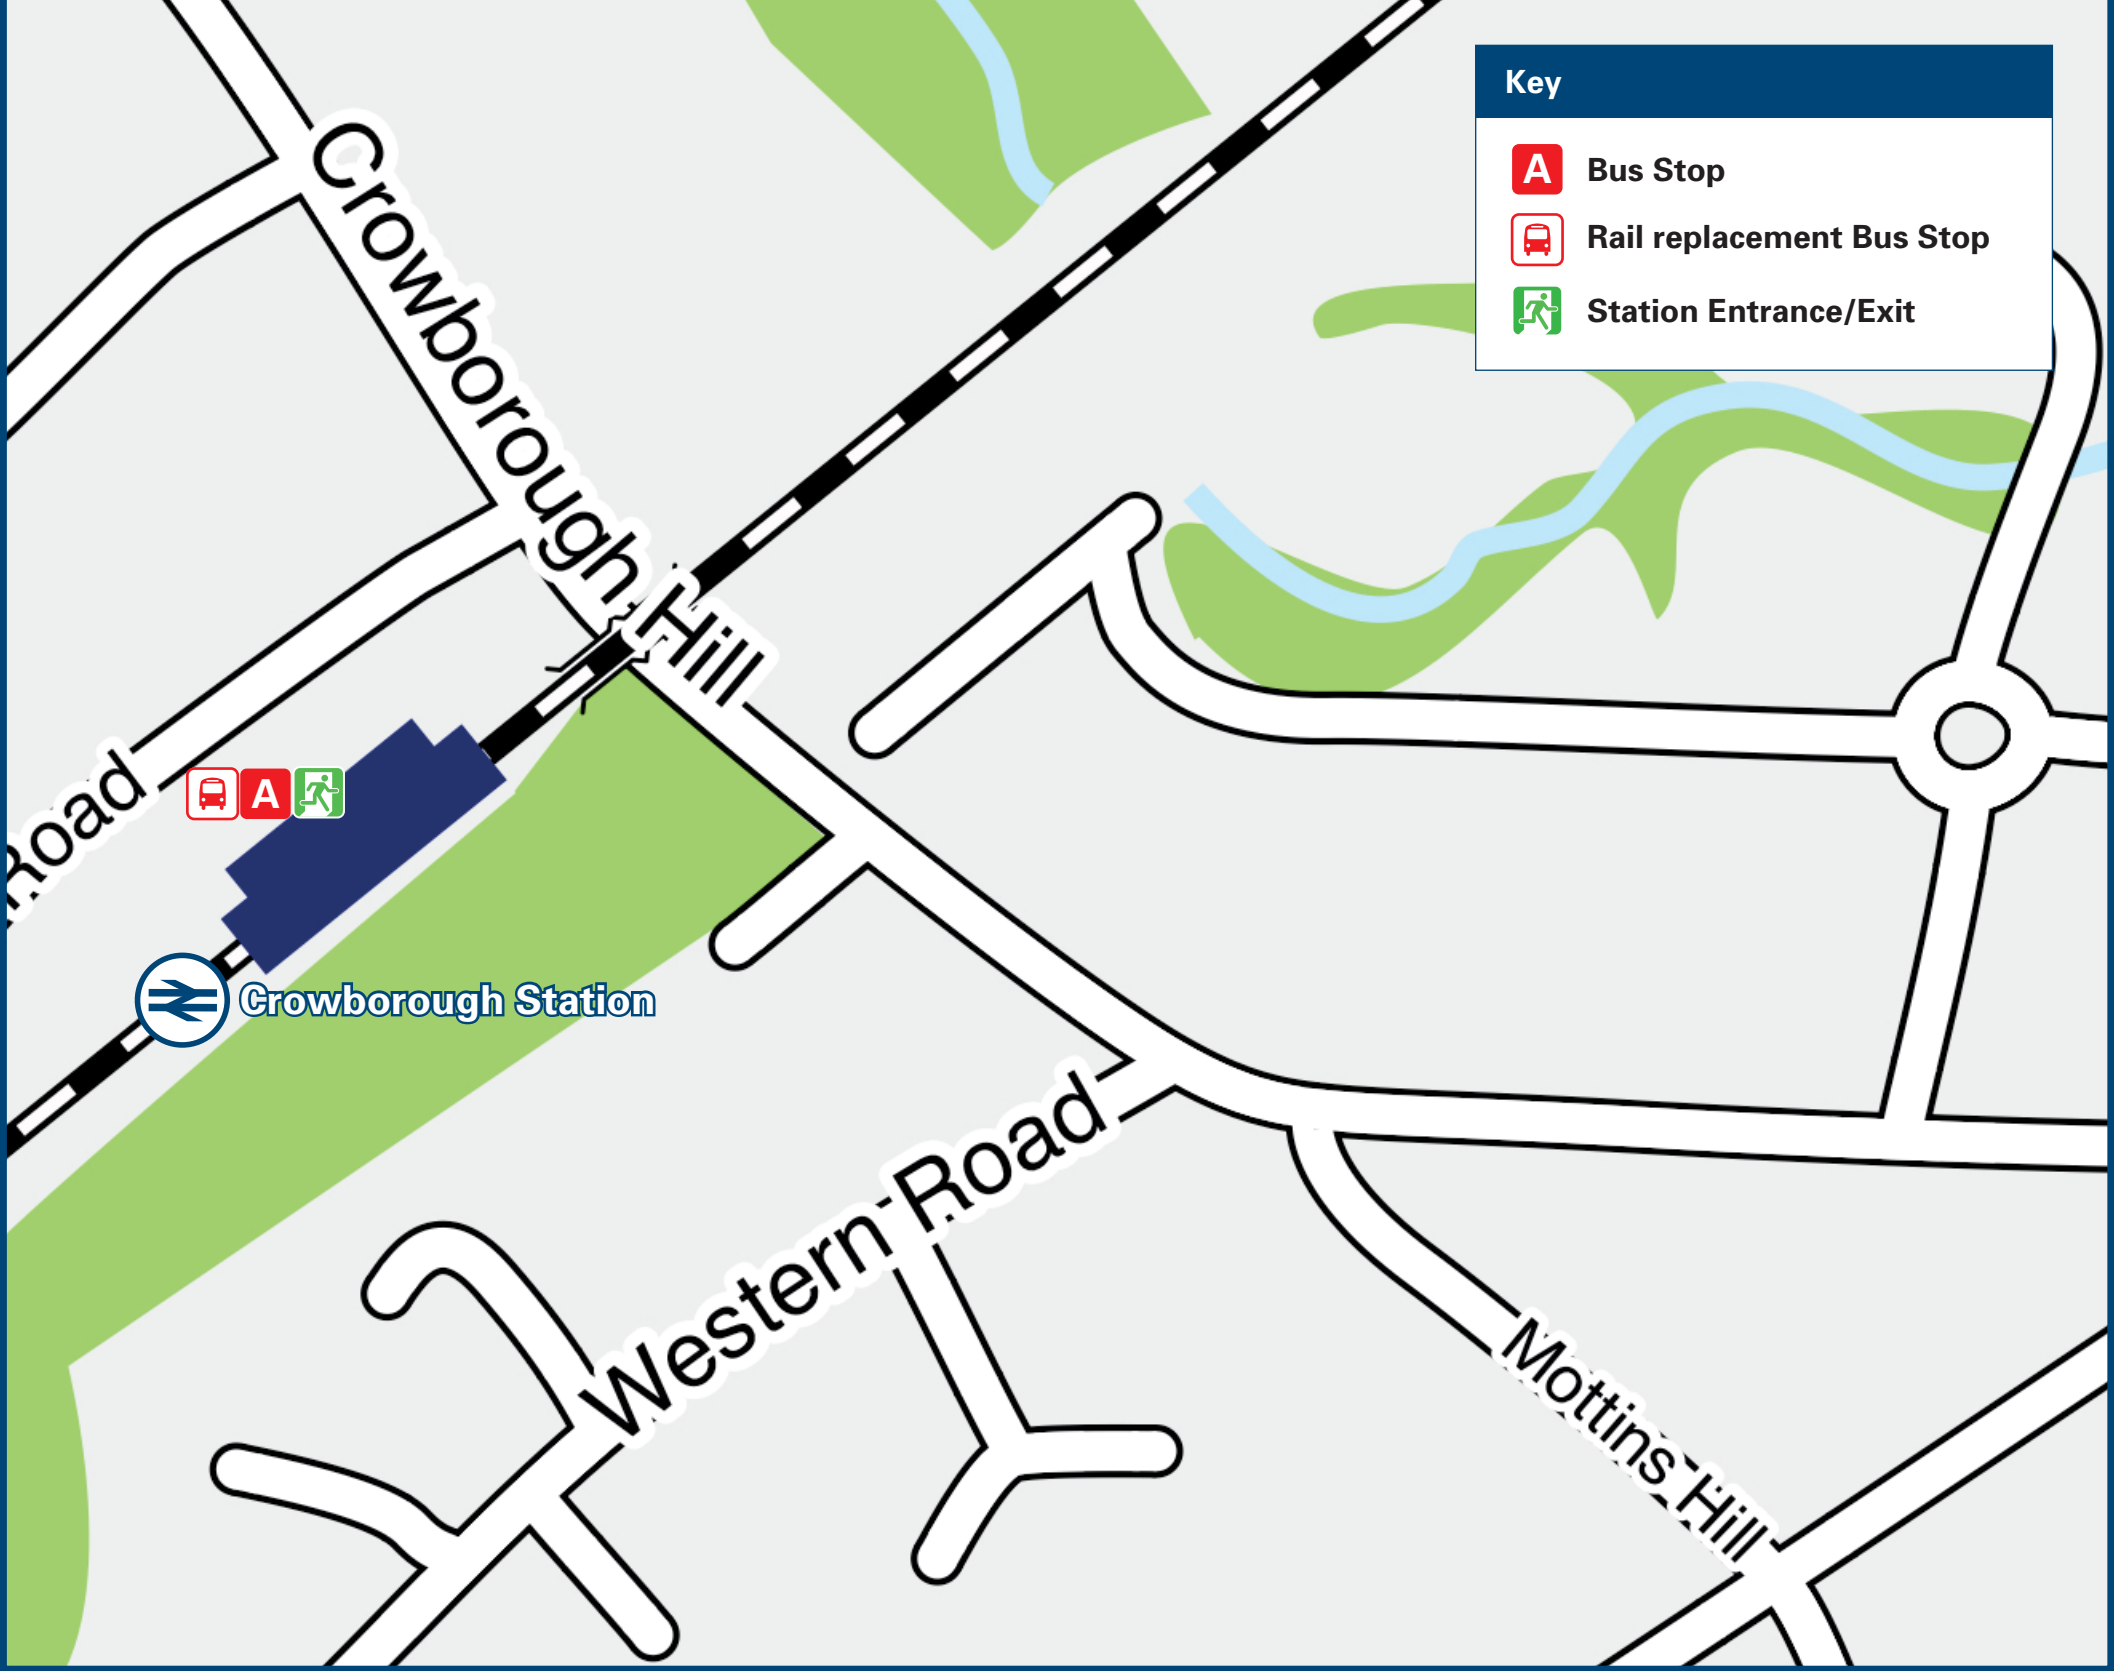 Key
A Bus Stop
Rail replacement Bus Stop
Station Entrance/Exit
Crowborough Hill
Road
A
Crowborough Station
Western Road
Mottins Hill